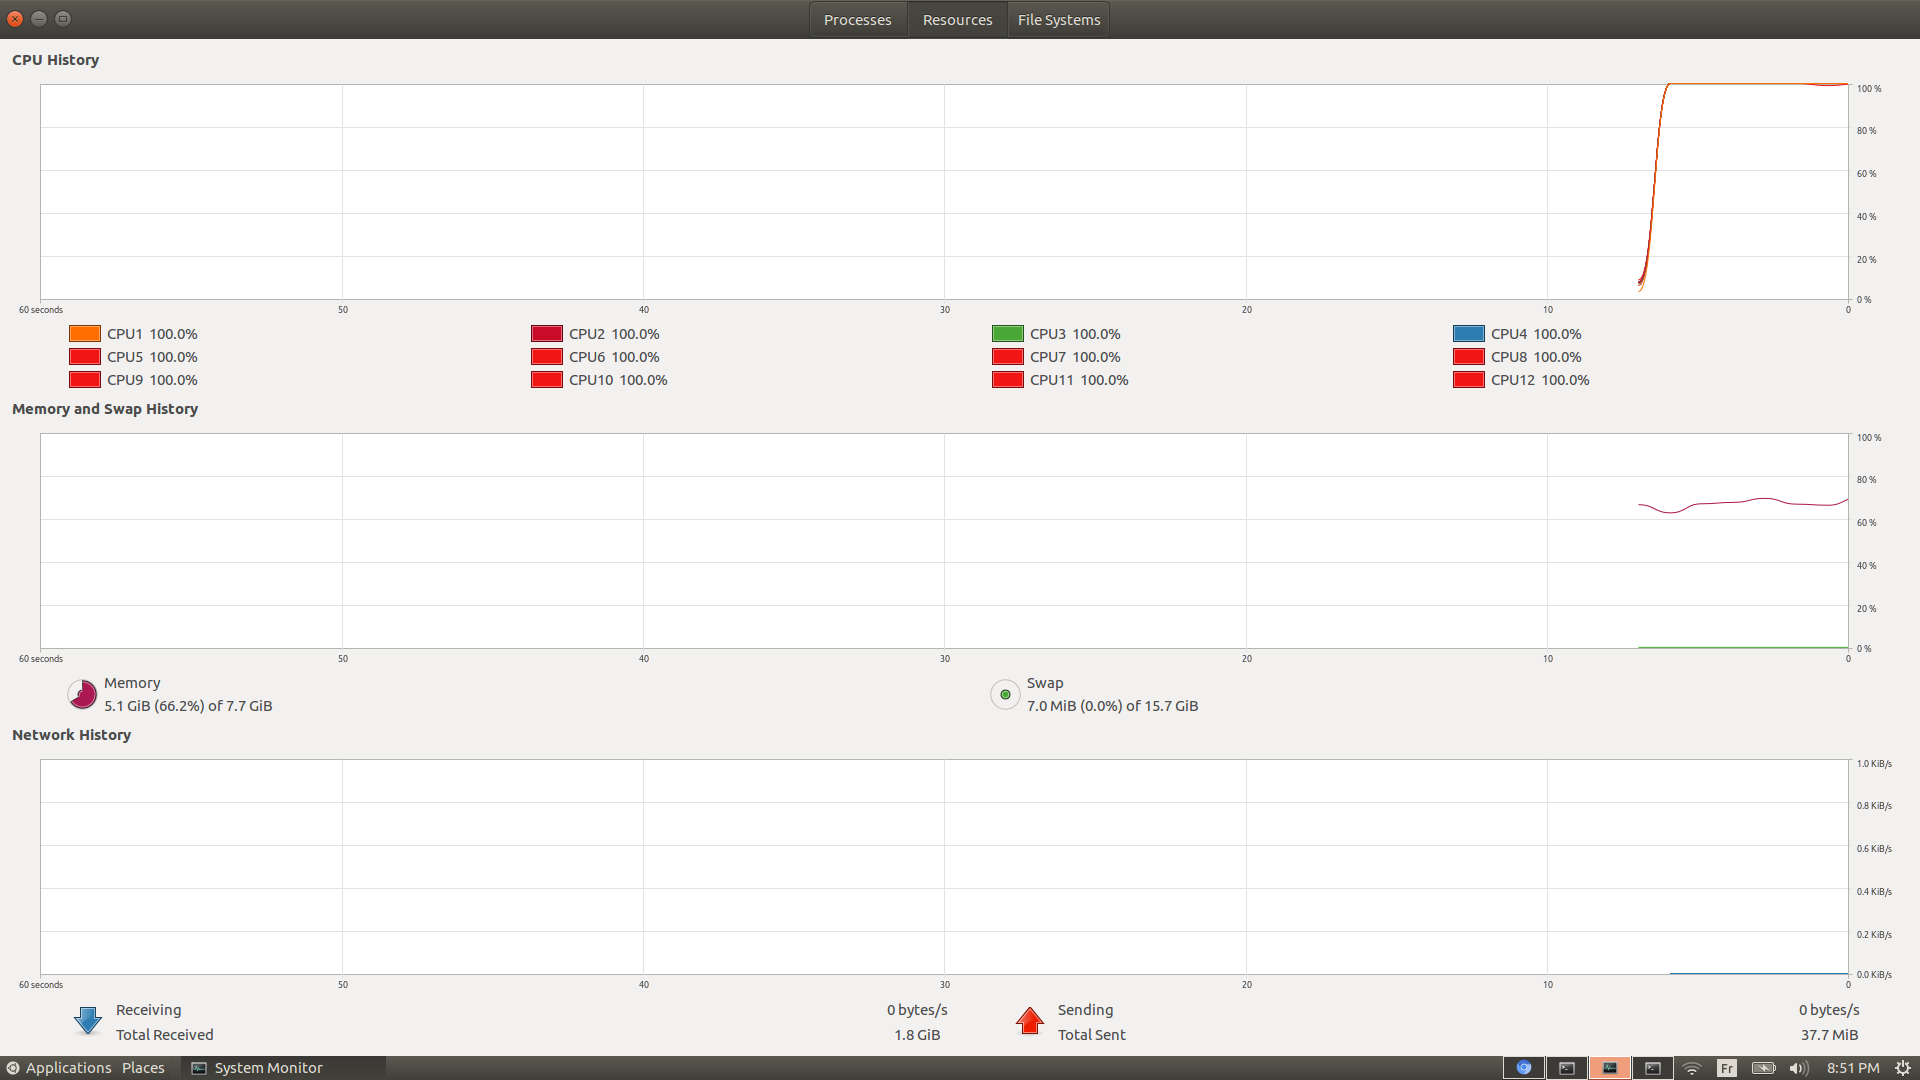 Processes Resources File Systems
CPU History
100 %
80 %
60 %
40 %
20 %
0 %
60 seconds 50 40 30 20 10 0
CPU1 100.0% CPU2 100.0% CPU3 100.0% CPU4 100.0%
CPU5 100.0% CPU6 100.0% CPU7 100.0% CPU8 100.0%
CPU9 100.0% CPU10 100.0% CPU11 100.0% CPU12 100.0%
Memory and Swap History
100 %
80 %
60 %
40 %
20 %
0 %
60 seconds 50 40 30 20 10 0
Memory Swap
5.1 GiB (66.2%) of 7.7 GiB 7.0 MiB (0.0%) of 15.7 GiB
Network History
1.0 KiB/s
0.8 KiB/s
0.6 KiB/s
0.4 KiB/s
0.2 KiB/s
0.0 KiB/s
60 seconds 50 40 30 20 10 0
Receiving 0 bytes/s Sending 0 bytes/s
Total Received 1.8 GiB Total Sent 37.7 MiB
Applications Places System Monitor Fr 8:51 PM